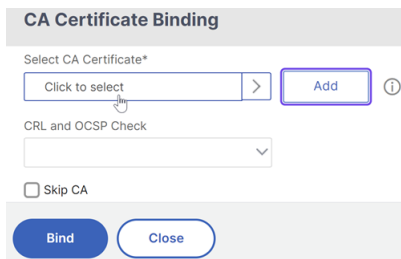 CA Certificate Binding
Select CA Certificate*
Click to select
Add
CRL and OCSP Check
Skip CA
Bind
Close